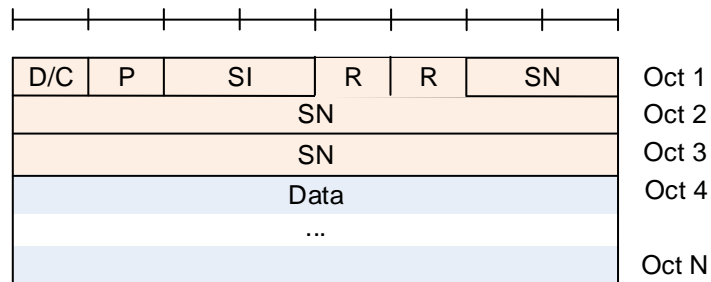 D/C P SI R R SN Oct 1
SN Oct 2
SN Oct 3
Data Oct 4
...
Oct N